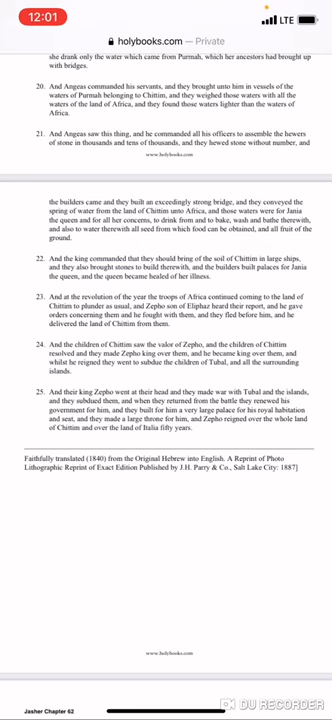 12:01
LTE
holybooks.com — Private
she drank only the water which came from Purmah, which her ancestors had brought up
with bridges.
20. And Angeas commanded his servants, and they brought unto him in vessels of the
waters of Purmah belonging to Chittim, and they weighed those waters with all the
waters of the land of Africa, and they found those waters lighter than the waters of
Africa.
21. And Angeas saw this thing, and he commanded all his officers to assemble the hewers
of stone in thousands and tens of thousands, and they hewed stone without number, and
www.holybooks.com
the builders came and they built an exceedingly strong bridge, and they conveyed the
spring of water from the land of Chittim unto Africa, and those waters were for Jania
the queen and for all her concerns, to drink from and to bake, wash and bathe therewith,
and also to water therewith all seed from which food can be obtained, and all fruit of the
ground.
22. And the king commanded that they should bring of the soil of Chittim in large ships,
and they also brought stones to build therewith, and the builders built palaces for Jania
the queen, and the queen became healed of her illness.
23. And at the revolution of the year the troops of Africa continued coming to the land of
Chittim to plunder as usual, and Zepho son of Eliphaz heard their report, and he gave
orders concerning them and he fought with them, and they fled before him, and he
delivered the land of Chittim from them.
24. And the children of Chittim saw the valor of Zepho, and the children of Chittim
resolved and they made Zepho king over them, and he became king over them, and
whilst he reigned they went to subdue the children of Tubal, and all the surrounding
islands.
25. And their king Zepho went at their head and they made war with Tubal and the islands,
and they subdued them, and when they returned from the battle they renewed his
government for him, and they built for him a very large palace for his royal habitation
and seat, and they made a large throne for him, and Zepho reigned over the whole land
of Chittim and over the land of Italia fifty years.
Faithfully translated (1840) from the Original Hebrew into English. A Reprint of Photo
Lithographic Reprint of Exact Edition Published by J.H. Parry & Co., Salt Lake City: 1887]
www.holybooks.com
DU RECORDER
Jasher Chapter 62